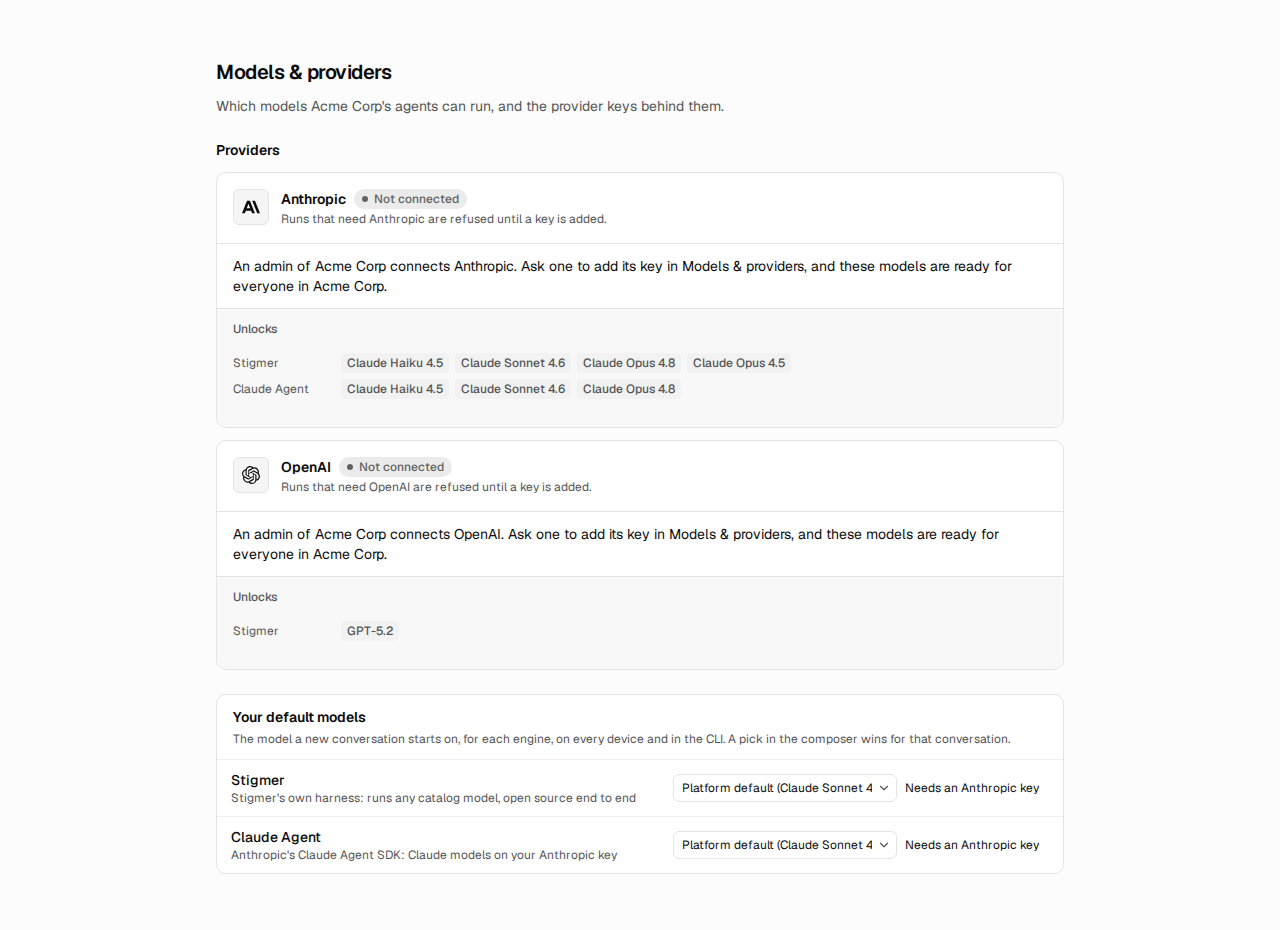 Models & providers
Which models Acme Corp's agents can run, and the provider keys behind them.
Providers
Anthropic
Not connected
Runs that need Anthropic are refused until a key is added.
An admin of Acme Corp connects Anthropic. Ask one to add its key in Models & providers, and these models are ready for
everyone in Acme Corp.
Unlocks
Stigmer Claude Haiku 4.5 Claude Sonnet 4.6 Claude Opus 4.8 Claude Opus 4.5
Claude Agent Claude Haiku 4.5 Claude Sonnet 4.6 Claude Opus 4.8
OpenAI
Not connected
Runs that need OpenAI are refused until a key is added.
An admin of Acme Corp connects OpenAI. Ask one to add its key in Models & providers, and these models are ready for
everyone in Acme Corp.
Unlocks
Stigmer GPT-5.2
Your default models
The model a new conversation starts on, for each engine, on every device and in the CLI. A pick in the composer wins for that conversation.
Stigmer
Stigmer's own harness: runs any catalog model, open source end to end
Platform default (Claude Sonnet 4
Needs an Anthropic key
Claude Agent
Anthropic's Claude Agent SDK: Claude models on your Anthropic key
Platform default (Claude Sonnet 4
Needs an Anthropic key